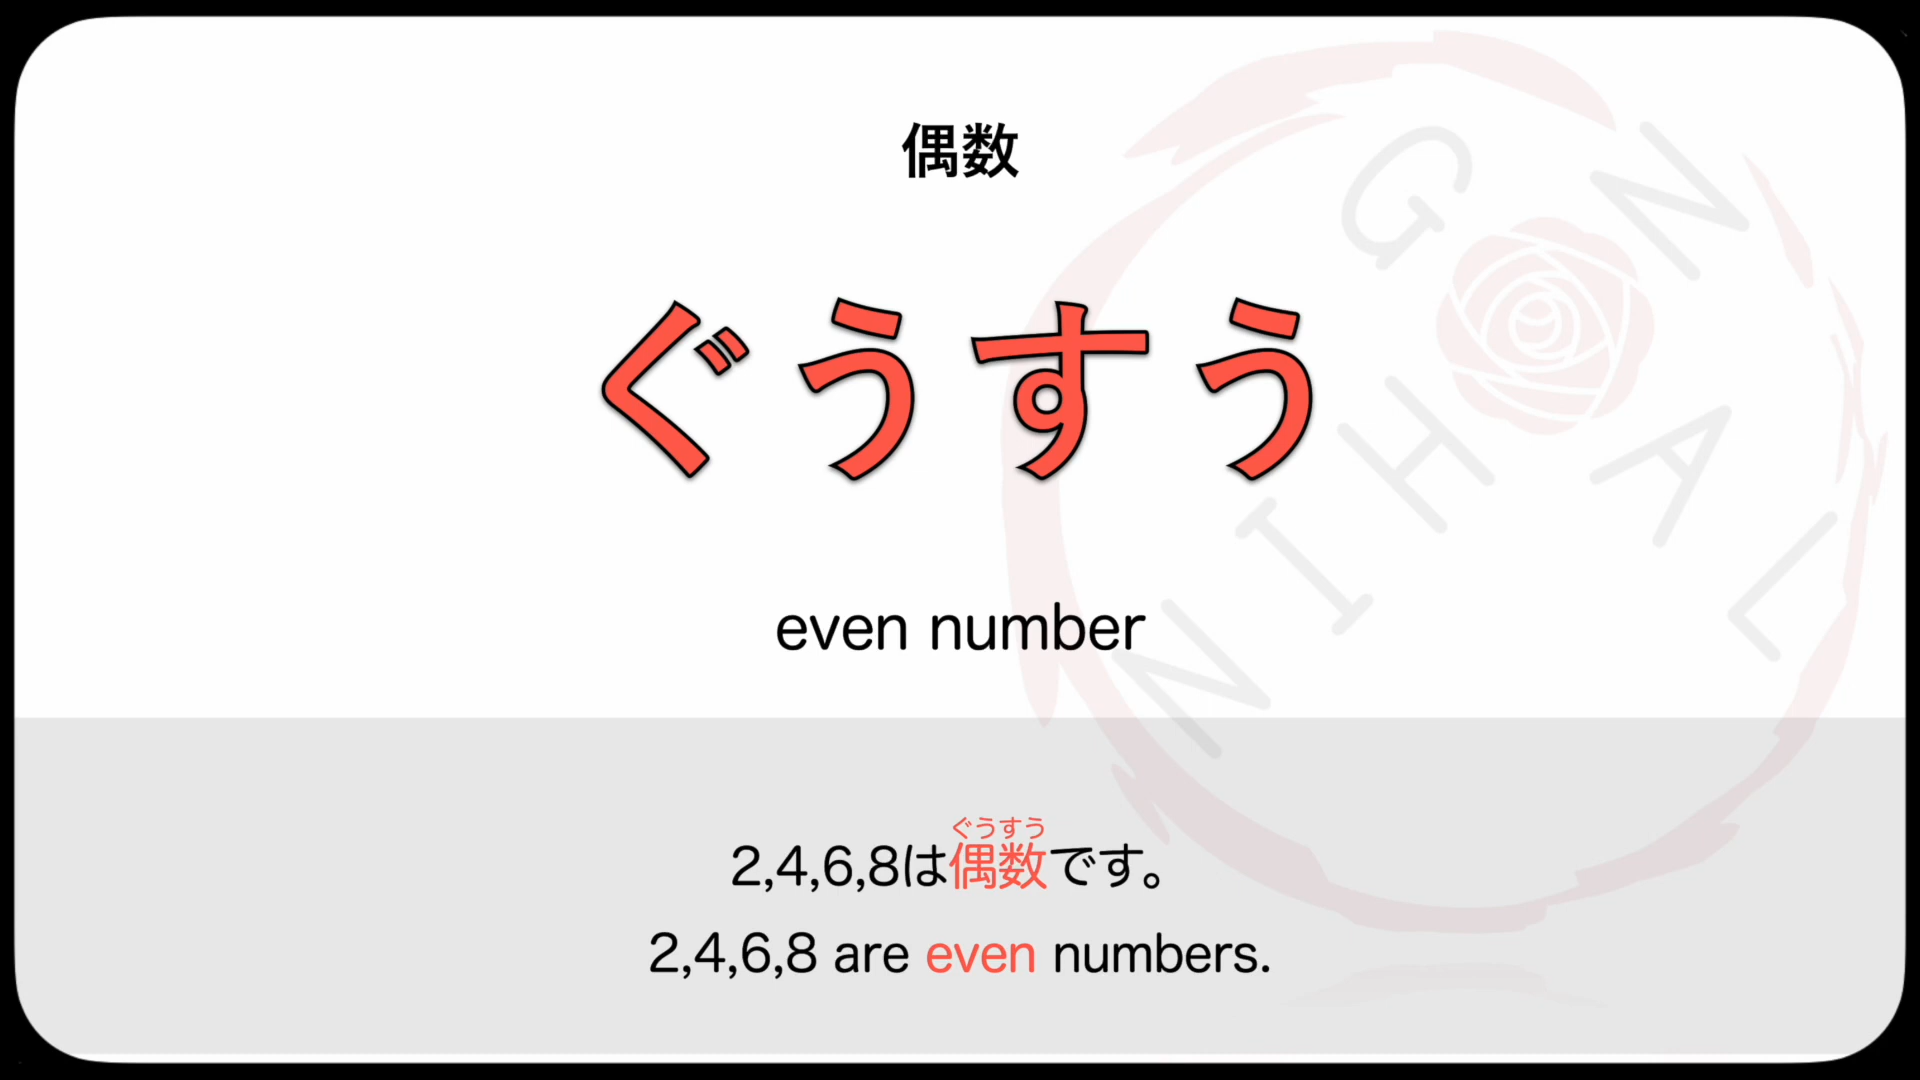 偶数
ぐうすう
even number
ぐうすう
2,4,6,8は偶数です。
2,4,6,8 are even numbers.
NIHONGONAL